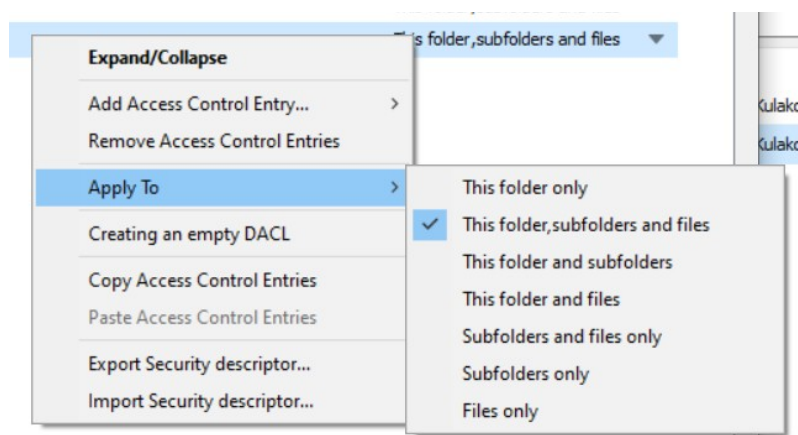 This folder,subfolders and files
Expand/Collapse
Add Access Control Entry...
Remove Access Control Entries
Apply To
Creating an empty DACL
Copy Access Control Entries
Paste Access Control Entries
Export Security descriptor...
Import Security descriptor...
This folder only
This folder,subfolders and files
This folder and subfolders
This folder and files
Subfolders and files only
Subfolders only
Files only